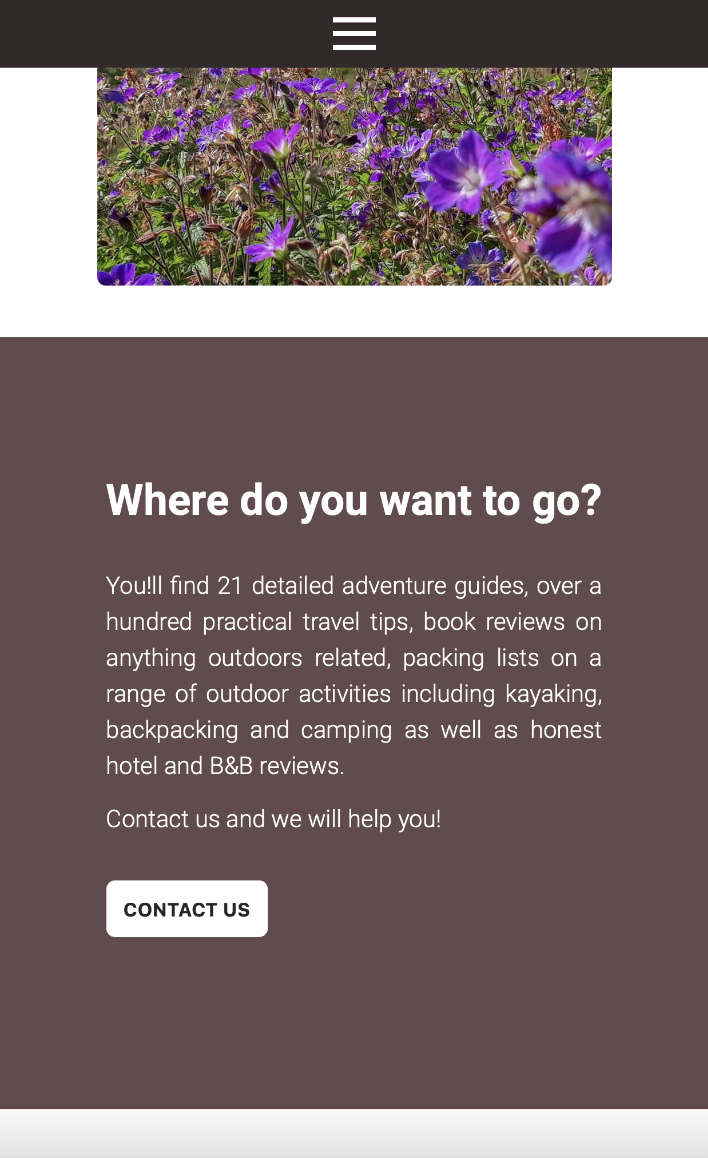 Where do you want to go?
You!ll find 21 detailed adventure guides, over a
hundred practical travel tips, book reviews on
anything outdoors related, packing lists on a
range of outdoor activities including kayaking,
backpacking and camping as well as honest
hotel and B&B reviews.
Contact us and we will help you!
CONTACT US